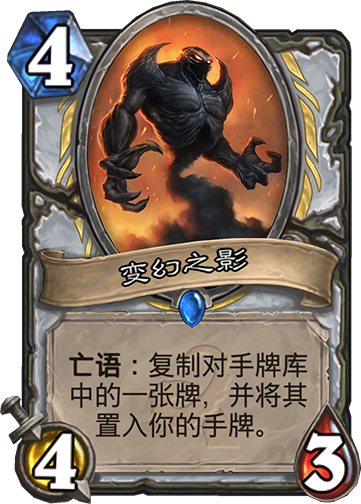 4
变幻之影
亡语：复制对手牌库
中的一张牌，并将其
置入你的手牌。
4
3